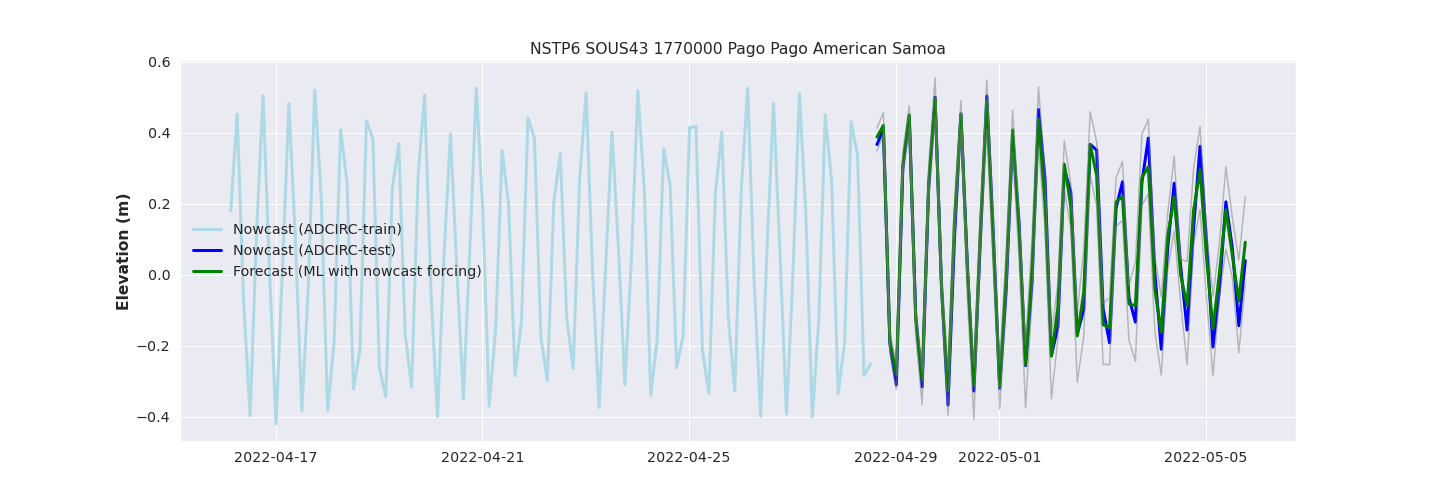 NSTP6 SOUS43 1770000 Pago Pago American Samoa
0.6
0.4
0.2
0.0
−0.2
−0.4
Elevation (m)
Nowcast (ADCIRC-train)
Nowcast (ADCIRC-test)
Forecast (ML with nowcast forcing)
2022-04-17
2022-04-21
2022-04-25
2022-04-29
2022-05-01
2022-05-05